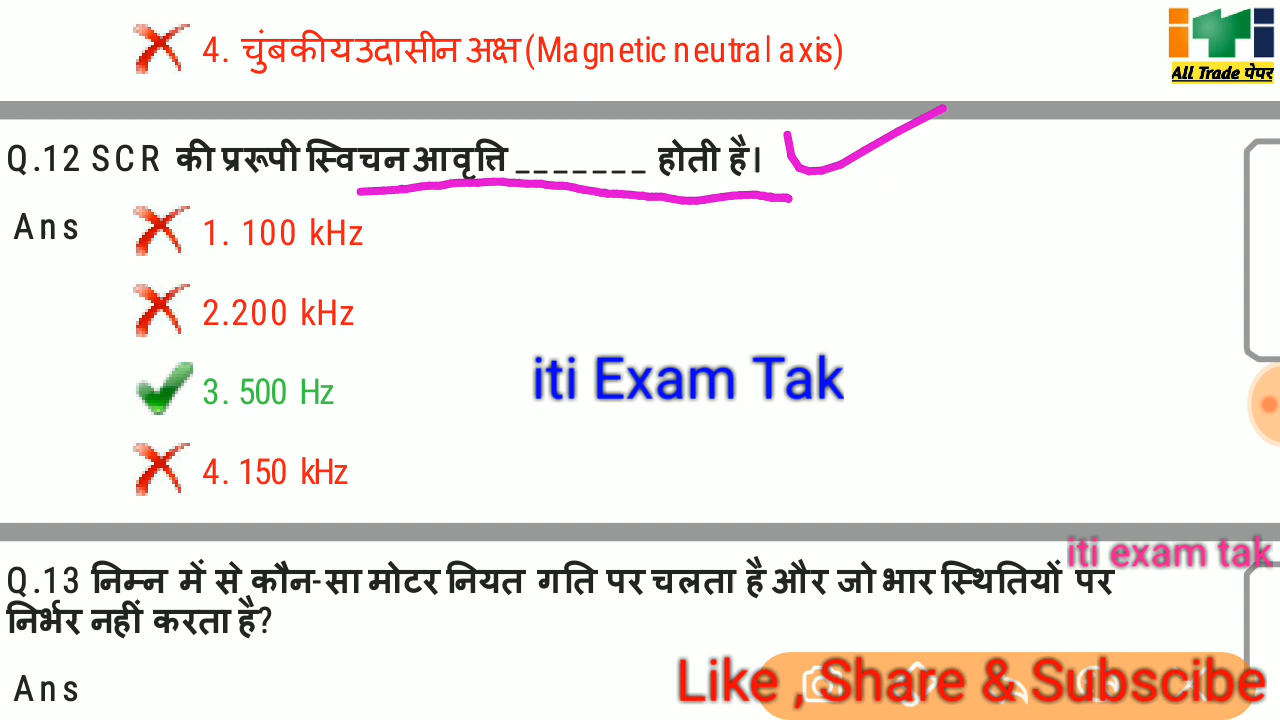 4. चुंबकीय उदासीन अक्ष (Magnetic neutral axis)
iti
All Trade पेपर
Q.12 SCR की प्ररूपी स्विचन आवृत्ति _______ होती है।
Ans
1. 100 kHz
2.200 kHz
3. 500 Hz
iti Exam Tak
4. 150 kHz
iti exam tak
Q.13 निम्न में से कौन-सा मोटर नियत गति पर चलता है और जो भार स्थितियों पर
निर्भर नहीं करता है?
Ans
Like , Share & Subscibe